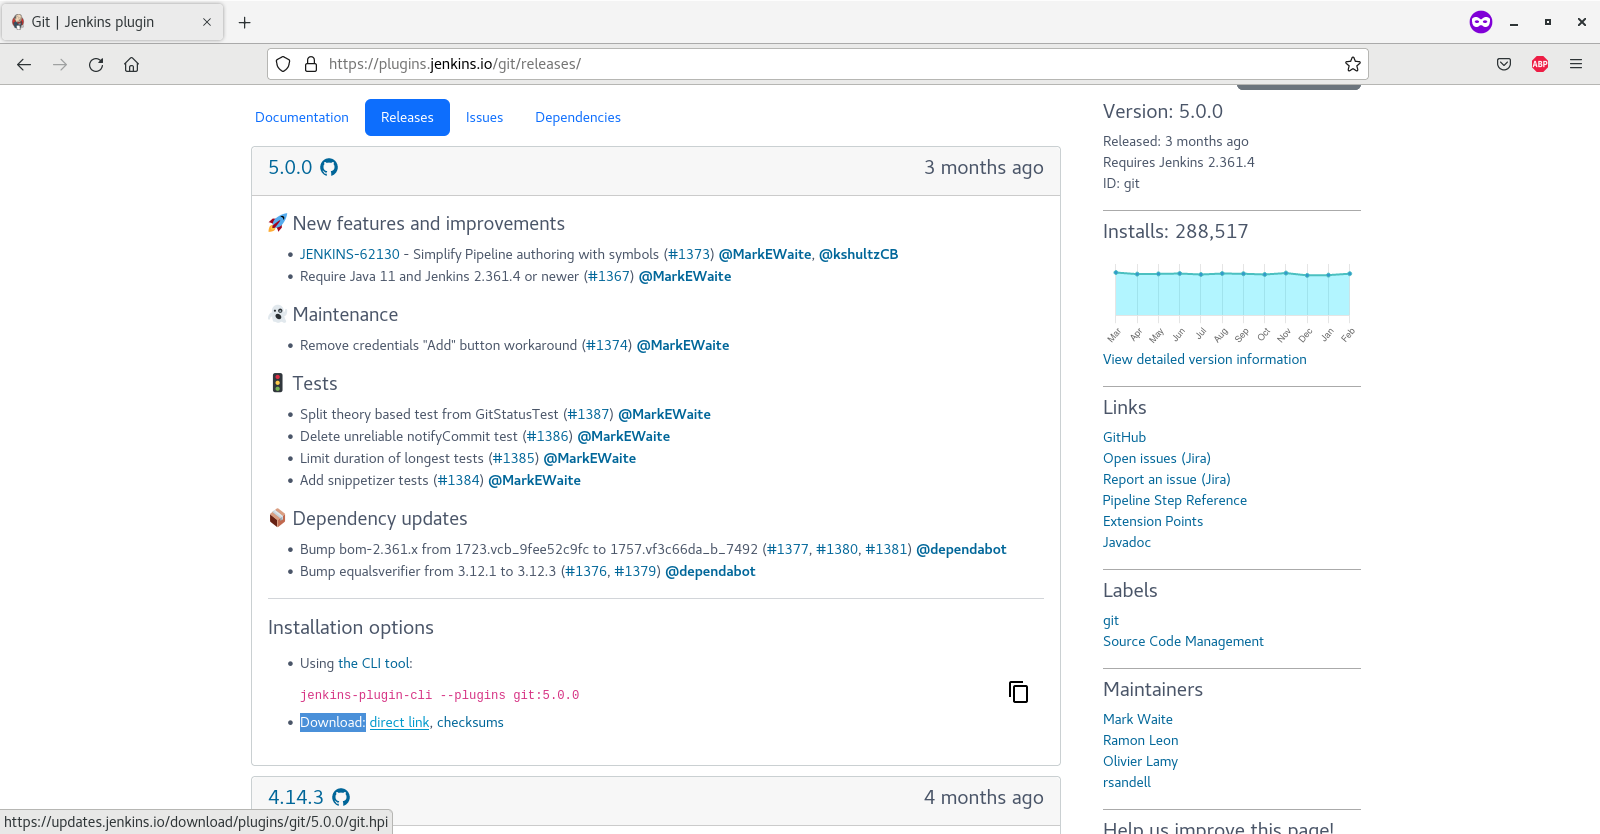 Git | Jenkins plugin
https://plugins.jenkins.io/git/releases/
ABP
Documentation
Releases
Issues
Dependencies
5.0.0
3 months ago
New features and improvements
JENKINS-62130 - Simplify Pipeline authoring with symbols (#1373) @MarkEWaite, @kshultzCB
Require Java 11 and Jenkins 2.361.4 or newer (#1367) @MarkEWaite
Maintenance
Remove credentials "Add" button workaround (#1374) @MarkEWaite
Tests
Split theory based test from GitStatusTest (#1387) @MarkEWaite
Delete unreliable notifyCommit test (#1386) @MarkEWaite
Limit duration of longest tests (#1385) @MarkEWaite
Add snippetizer tests (#1384) @MarkEWaite
Dependency updates
Bump bom-2.361.x from 1723.vcb_9fee52c9fc to 1757.vf3c66da_b_7492 (#1377, #1380, #1381) @dependabot
Bump equalsverifier from 3.12.1 to 3.12.3 (#1376, #1379) @dependabot
Installation options
Using the CLI tool:
jenkins-plugin-cli --plugins git:5.0.0
Download: direct link, checksums
4.14.3
4 months ago
https://updates.jenkins.io/download/plugins/git/5.0.0/git.hpi
Version: 5.0.0
Released: 3 months ago
Requires Jenkins 2.361.4
ID: git
Installs: 288,517
Mar Apr May Jun Jul Aug Sep Oct Nov Dec Jan Feb
View detailed version information
Links
GitHub
Open issues (Jira)
Report an issue (Jira)
Pipeline Step Reference
Extension Points
Javadoc
Labels
git
Source Code Management
Maintainers
Mark Waite
Ramon Leon
Olivier Lamy
rsandell
Help us improve this page!